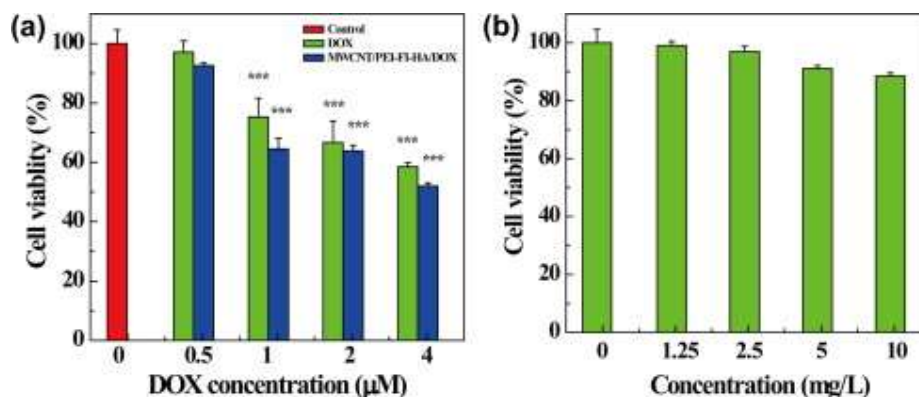 (a)
Control
DOX
MWCNT/PEI-FI-HA/DOX
Cell vliablity (%)
100
80
60
40
20
0
***
***
***
***
***
***
0 0.5 1 2 4
DOX concentration (µM)
(b)
Cell viability (%)
100
80
60
40
20
0
0 1.25 2.5 5 10
Concentration (mg/L)